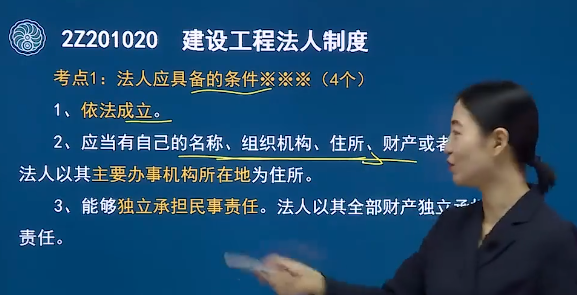 2Z201020 建设工程法人制度
考点1：法人应具备的条件※※※（4个）
1、依法成立。
2、应当有自己的名称、组织机构、住所、财产或
法人以其主要办事机构所在地为住所。
3、能够独立承担民事责任。法人以其全部财产独立
责任。